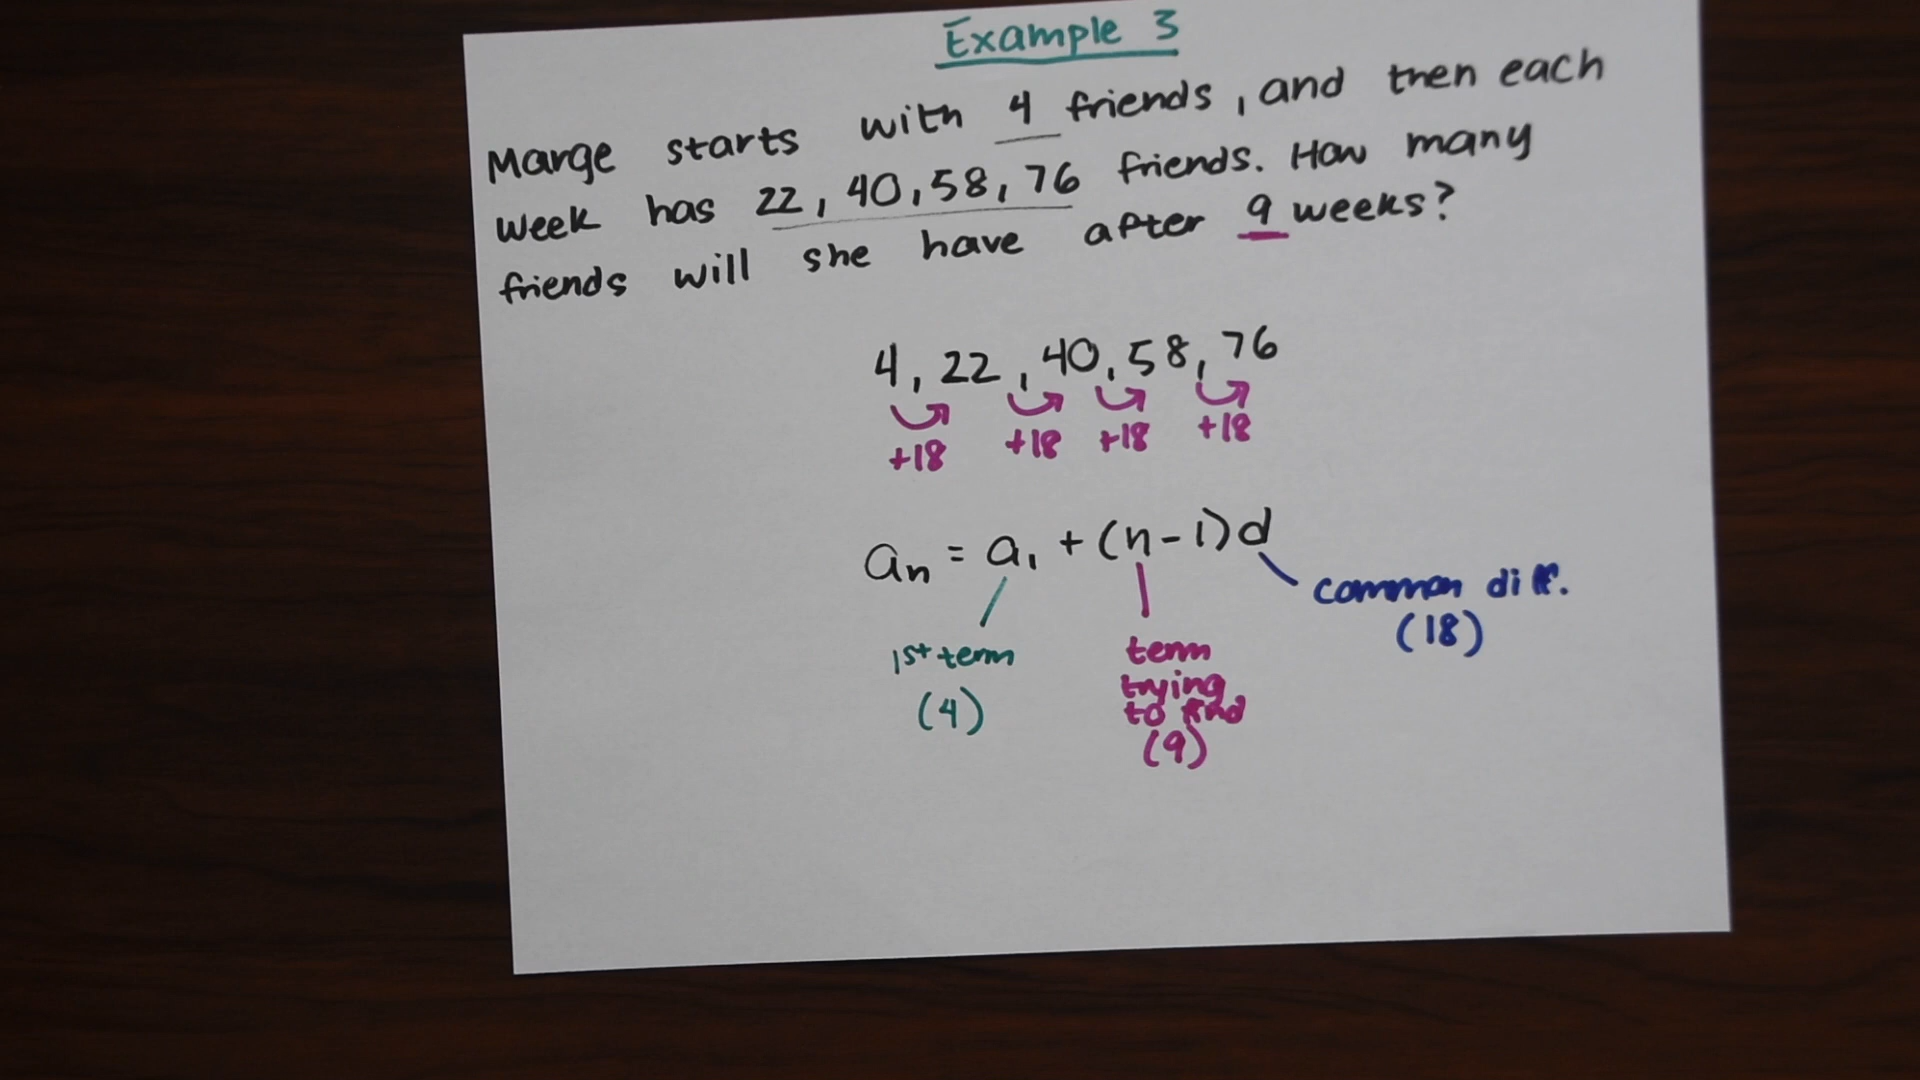 Example 3
Marge starts with 4 friends, and then each
week has 22, 40, 58, 76 friends. How many
friends will she have after 9 weeks?
4, 22, 40, 58, 76
+18 +18 +18 +18
an = a1 + (n-1)d
common diff.
(18)
1st term
(4)
term
trying
to find
(9)